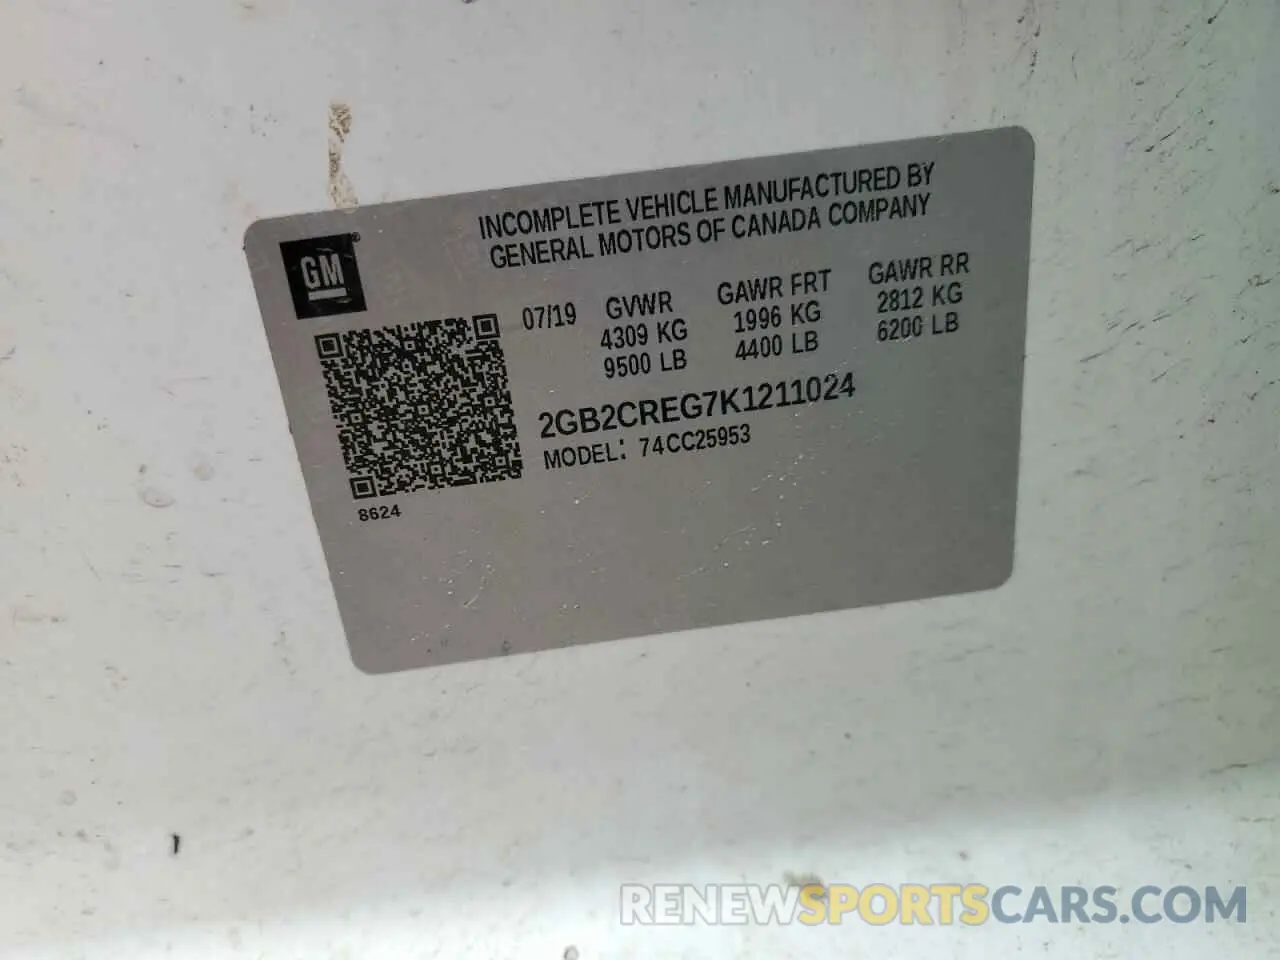 INCOMPLETE VEHICLE MANUFACTURED BY
GENERAL MOTORS OF CANADA COMPANY
GM®
07/19 GVWR GAWR FRT GAWR RR
4309 KG 1996 KG 2812 KG
9500 LB 4400 LB 6200 LB
2GB2CREG7K1211024
MODEL: 74CC25953
8624
RENEWSPORTSCARS.COM